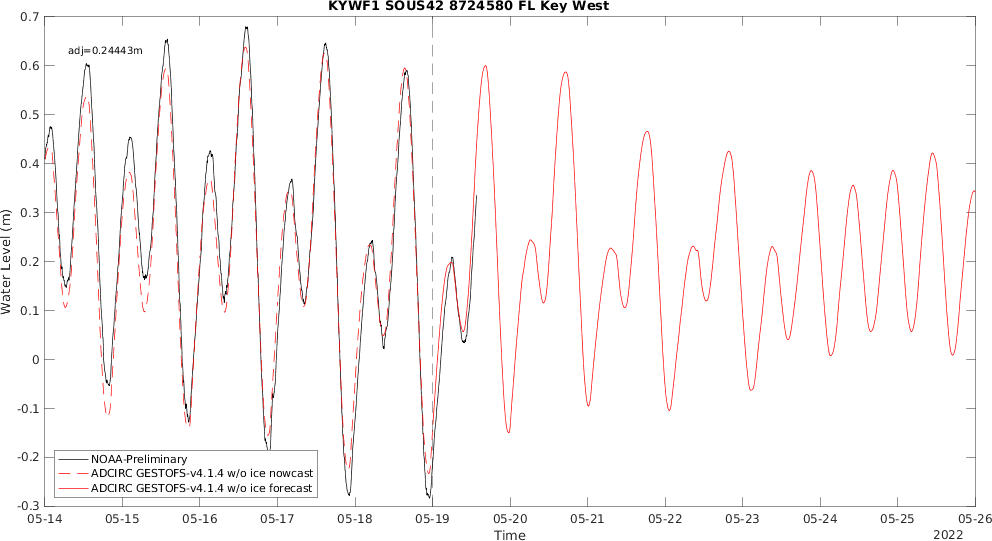 KYWF1 SOUS42 8724580 FL Key West
adj=0.24443m
0.7
0.6
0.5
0.4
0.3
0.2
0.1
0
-0.1
-0.2
-0.3
Water Level (m)
NOAA-Preliminary
ADCIRC GESTOFS-v4.1.4 w/o ice nowcast
ADCIRC GESTOFS-v4.1.4 w/o ice forecast
05-14 05-15 05-16 05-17 05-18 05-19 05-20 05-21 05-22 05-23 05-24 05-25 05-26
Time
2022